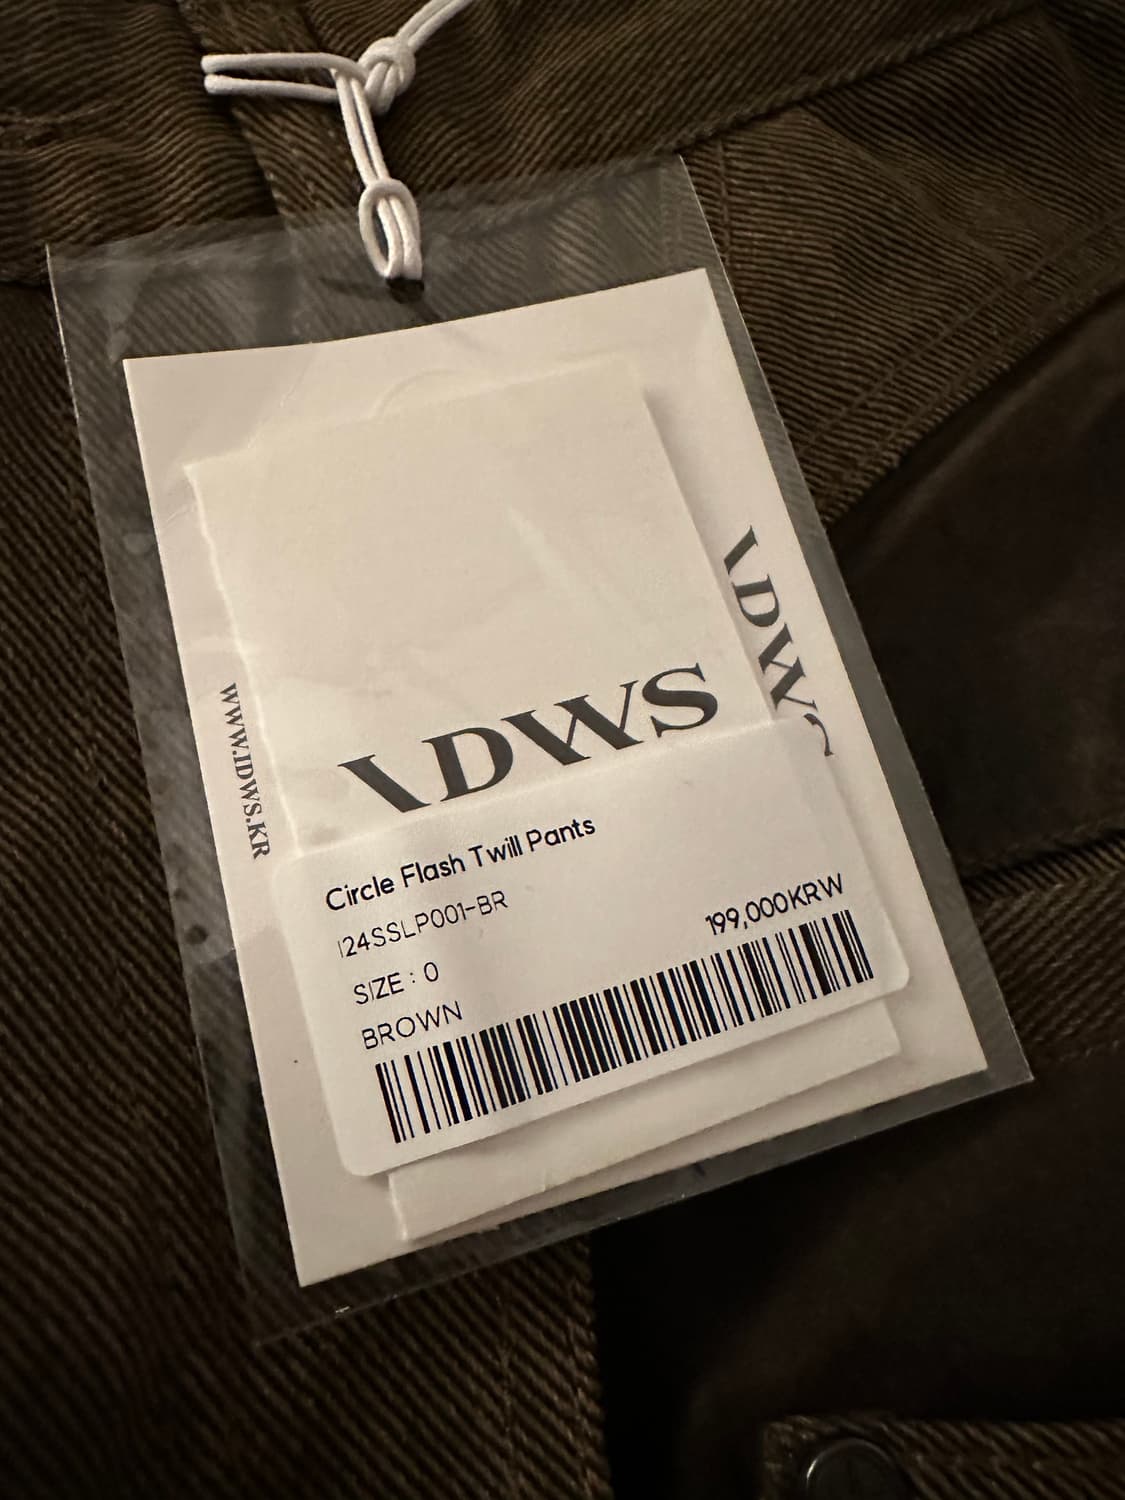 IDWS
IDWS
WWW.IDWS.KR
Circle Flash Twill Pants
I24SSLP001-BR
199,000KRW
SIZE : 0
BROWN